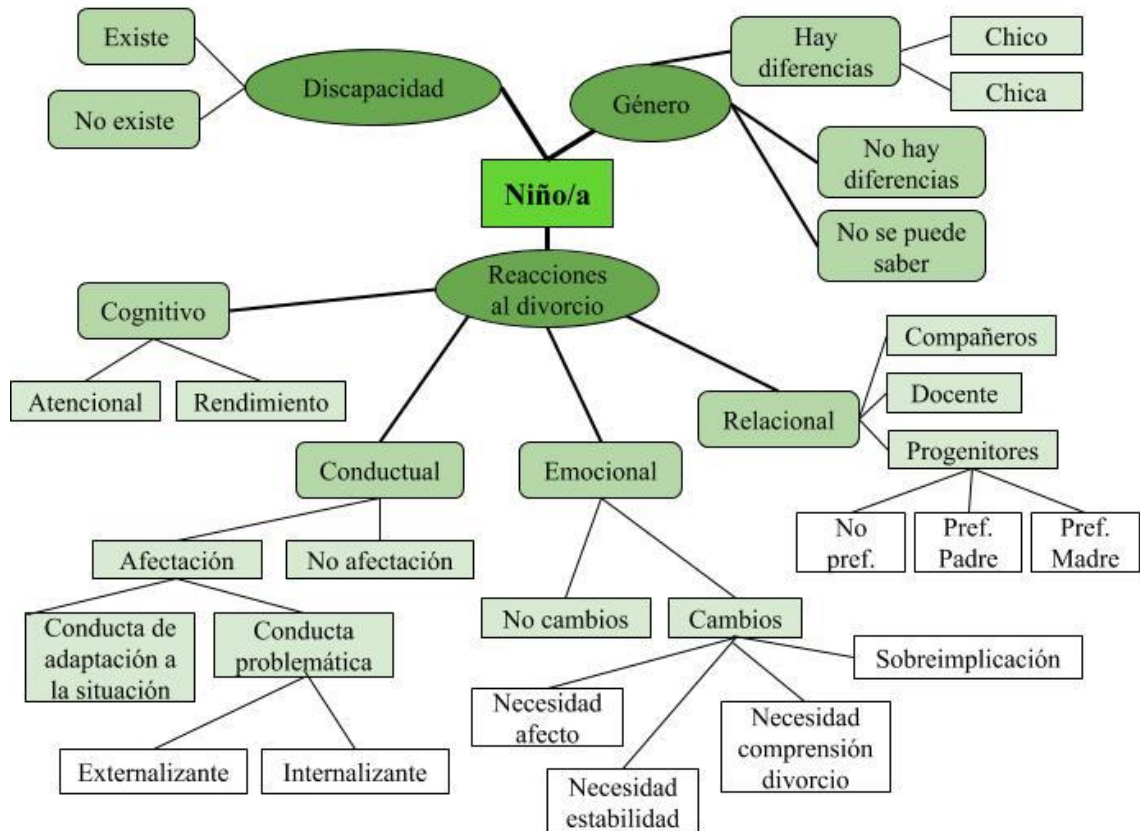 Existe
No existe
Discapacidad
Género
Hay
diferencias
Chico
Chica
No hay
diferencias
No se puede
saber
Niño/a
Reacciones
al divorcio
Cognitivo
Atencional
Rendimiento
Conductual
Afectación
No afectación
Conducta de
adaptación a
la situación
Conducta
problemática
Externalizante
Internalizante
Emocional
No cambios
Cambios
Necesidad
afecto
Necesidad
estabilidad
Necesidad
comprensión
divorcio
Sobreimplicación
Relacional
Compañeros
Docente
Progenitores
No
pref.
Pref.
Padre
Pref.
Madre